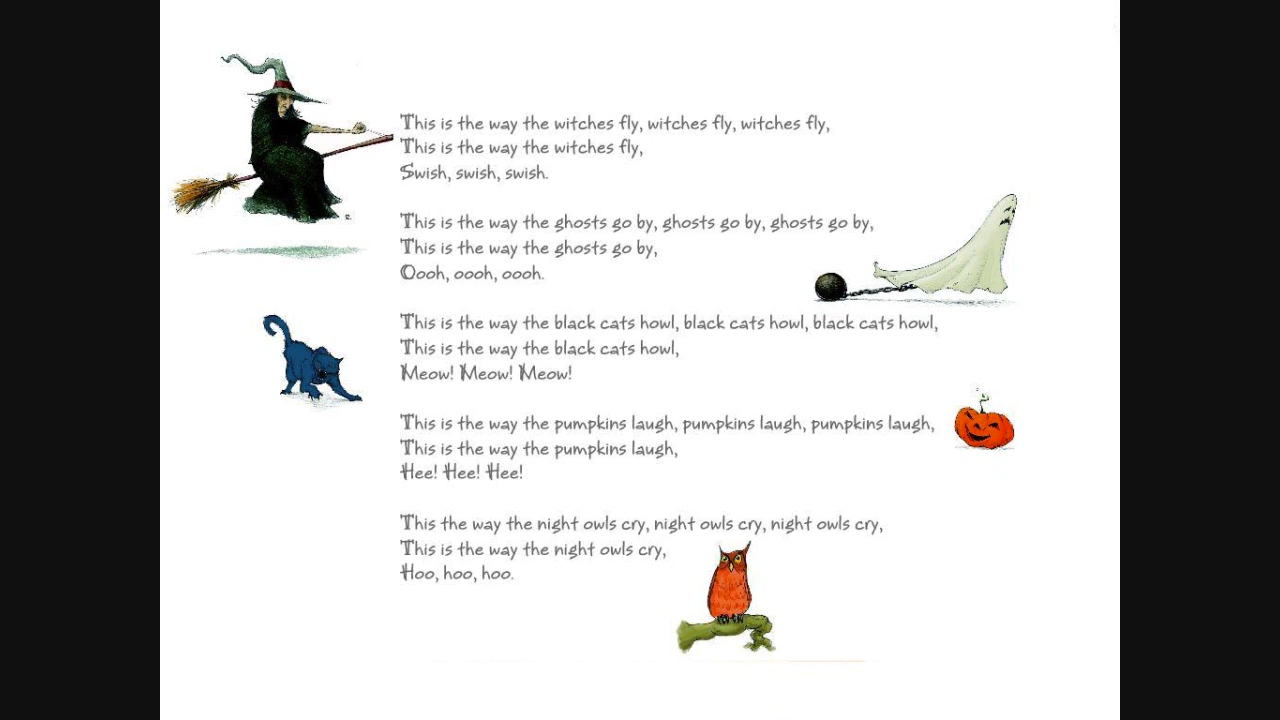 This is the way the witches fly, witches fly, witches fly,
This is the way the witches fly,
Swish, swish, swish.
This is the way the ghosts go by, ghosts go by, ghosts go by,
This is the way the ghosts go by,
Oooh, oooh, oooh.
This is the way the black cats howl, black cats howl, black cats howl,
This is the way the black cats howl,
Meow! Meow! Meow!
This is the way the pumpkins laugh, pumpkins laugh, pumpkins laugh,
This is the way the pumpkins laugh,
Hee! Hee! Hee!
This the way the night owls cry, night owls cry, night owls cry,
This is the way the night owls cry,
Hoo, hoo, hoo.